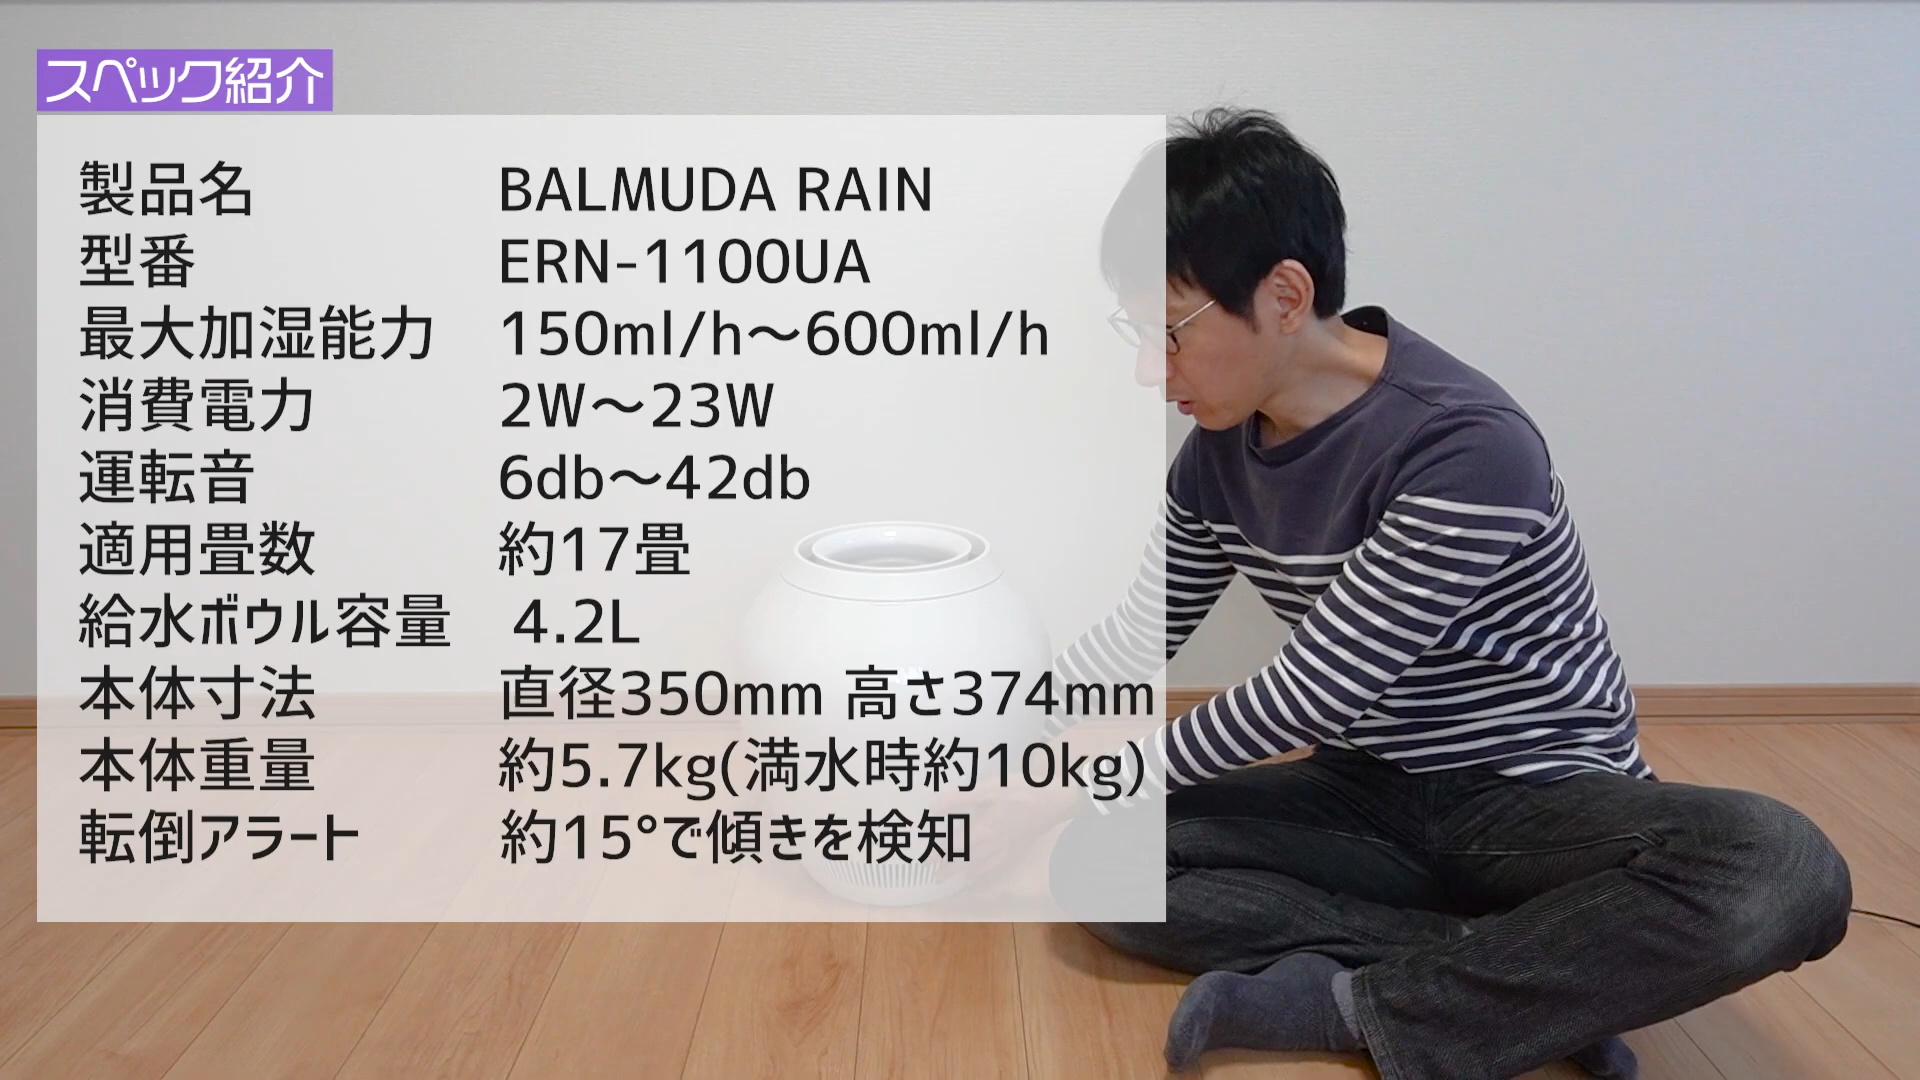 スペック紹介
製品名 BALMUDA RAIN
型番 ERN-1100UA
最大加湿能力 150ml/h〜600ml/h
消費電力 2W〜23W
運転音 6db〜42db
適用畳数 約17畳
給水ボウル容量 4.2L
本体寸法 直径350mm 高さ374mm
本体重量 約5.7kg(満水時約10kg)
転倒アラート 約15°で傾きを検知